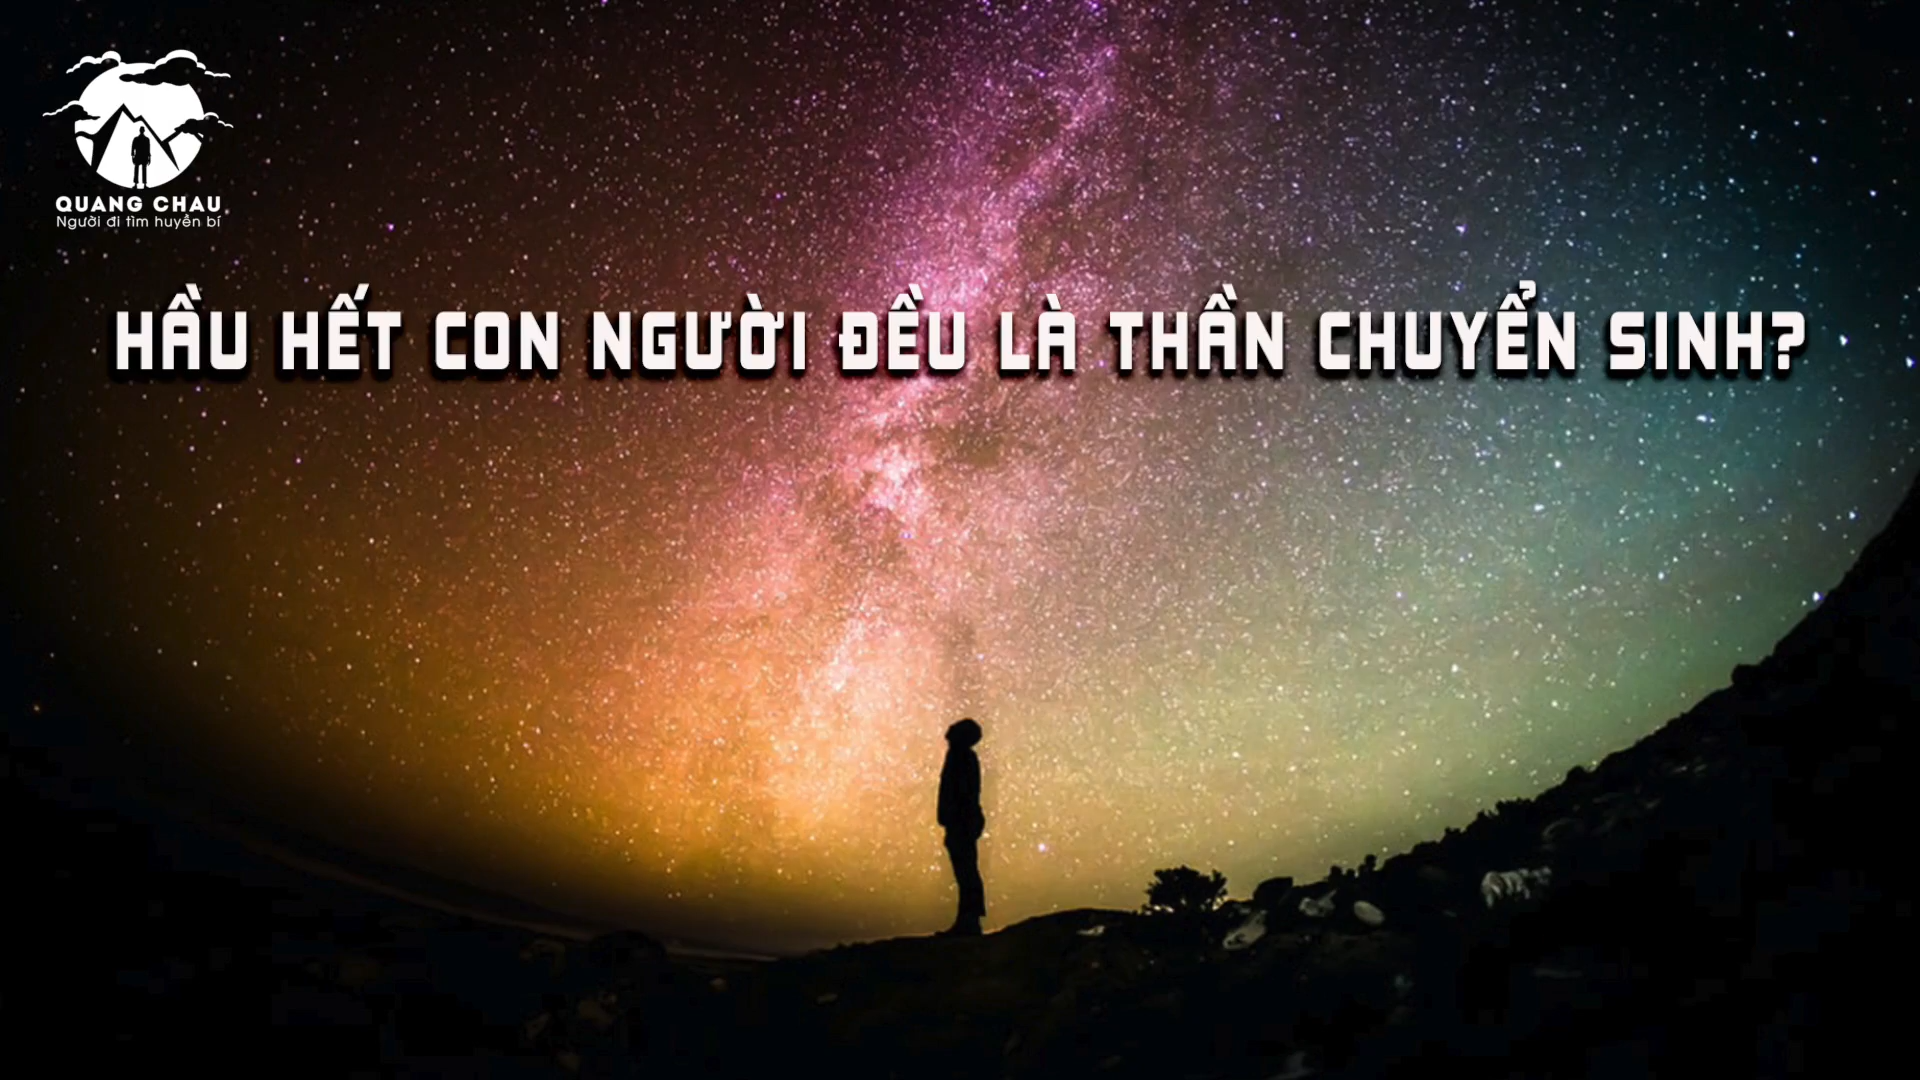 QUANG CHAU
Người đi tìm huyền bí
HẦU HẾT CON NGƯỜI ĐỀU LÀ THẦN CHUYỂN SINH?